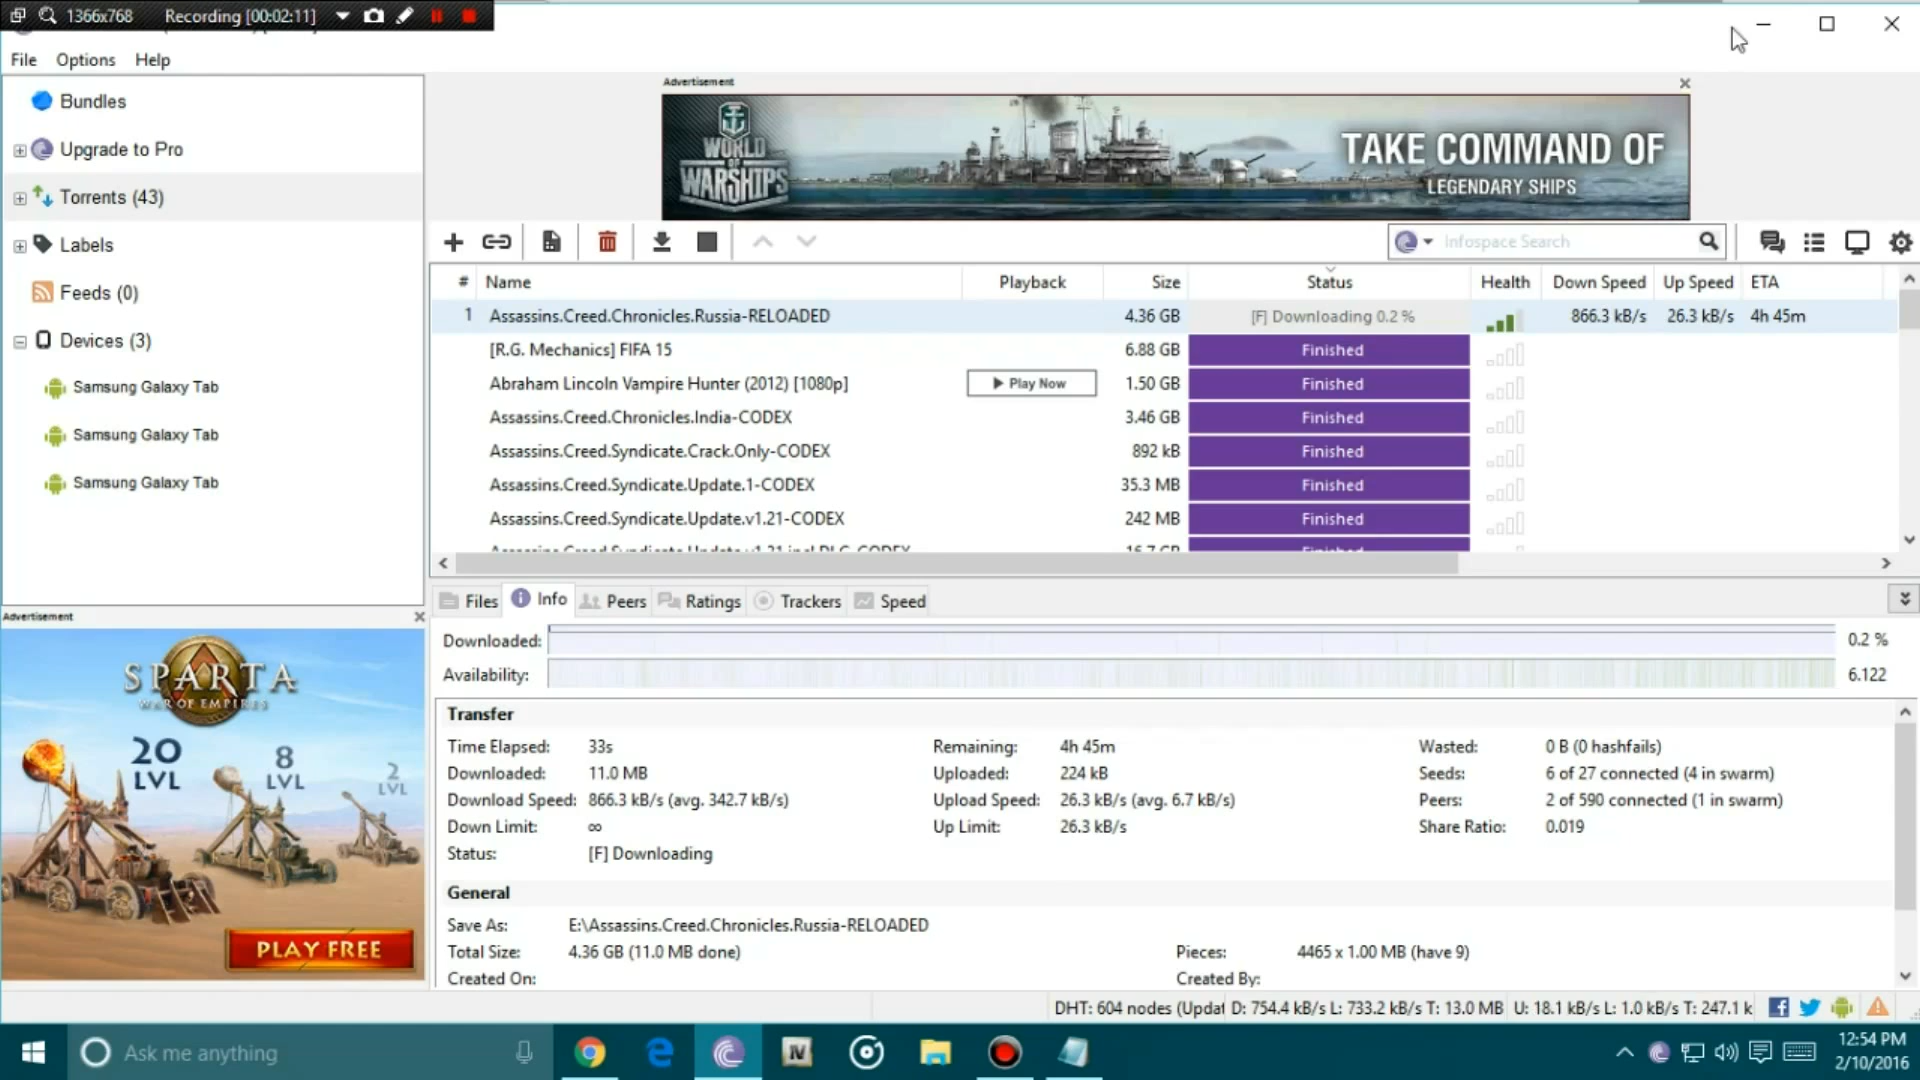 1366x768 Recording [00:02:11]
File Options Help
Bundles
Upgrade to Pro
Torrents (43)
Labels
Feeds (0)
Devices (3)
Samsung Galaxy Tab
Samsung Galaxy Tab
Samsung Galaxy Tab
Advertisement
SPARTA
WAR OF EMPIRES
20 LVL
8 LVL
2 LVL
PLAY FREE
Advertisement
WORLD OF WARSHIPS
TAKE COMMAND OF
LEGENDARY SHIPS
Infospace Search
# Name Playback Size Status Health Down Speed Up Speed ETA
1 Assassins.Creed.Chronicles.Russia-RELOADED 4.36 GB [F] Downloading 0.2 % 866.3 kB/s 26.3 kB/s 4h 45m
[R.G. Mechanics] FIFA 15 6.88 GB Finished
Abraham Lincoln Vampire Hunter (2012) [1080p] Play Now 1.50 GB Finished
Assassins.Creed.Chronicles.India-CODEX 3.46 GB Finished
Assassins.Creed.Syndicate.Crack.Only-CODEX 892 kB Finished
Assassins.Creed.Syndicate.Update.1-CODEX 35.3 MB Finished
Assassins.Creed.Syndicate.Update.v1.21-CODEX 242 MB Finished
Files Info Peers Ratings Trackers Speed
Downloaded: 0.2 %
Availability: 6.122
Transfer
Time Elapsed: 33s Remaining: 4h 45m Wasted: 0 B (0 hashfails)
Downloaded: 11.0 MB Uploaded: 224 kB Seeds: 6 of 27 connected (4 in swarm)
Download Speed: 866.3 kB/s (avg. 342.7 kB/s) Upload Speed: 26.3 kB/s (avg. 6.7 kB/s) Peers: 2 of 590 connected (1 in swarm)
Down Limit: ∞ Up Limit: 26.3 kB/s Share Ratio: 0.019
Status: [F] Downloading
General
Save As: E:\Assassins.Creed.Chronicles.Russia-RELOADED
Total Size: 4.36 GB (11.0 MB done) Pieces: 4465 x 1.00 MB (have 9)
Created On: Created By:
DHT: 604 nodes (Updat D: 754.4 kB/s L: 733.2 kB/s T: 13.0 MB U: 18.1 kB/s L: 1.0 kB/s T: 247.1 k
Ask me anything
IV
12:54 PM
2/10/2016